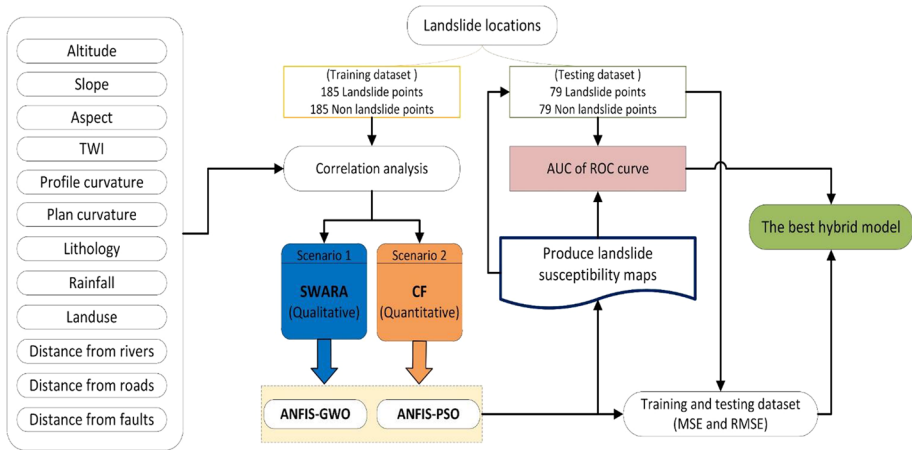 Landslide locations
Altitude
Slope
Aspect
TWI
Profile curvature
Plan curvature
Lithology
Rainfall
Landuse
Distance from rivers
Distance from roads
Distance from faults
(Training dataset )
185 Landslide points
185 Non landslide points
(Testing dataset )
79 Landslide points
79 Non landslide points
Correlation analysis
AUC of ROC curve
Scenario 1
SWARA
(Qualitative)
Scenario 2
CF
(Quantitative)
Produce landslide
susceptibility maps
The best hybrid model
ANFIS-GWO
ANFIS-PSO
Training and testing dataset
(MSE and RMSE)